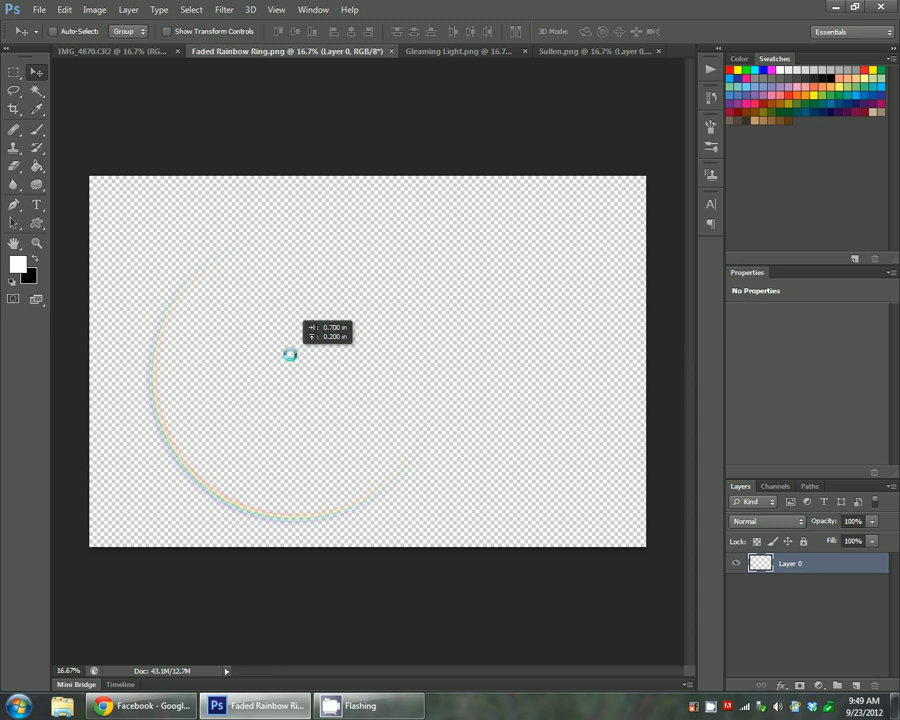 Ps File Edit Image Layer Type Select Filter 3D View Window Help
Auto-Select: Group Show Transform Controls 3D Mode: Essentials
IMG_4870.CR2 @ 16.7% (RG... × Faded Rainbow Ring.png @ 16.7% (Layer 0, RGB/8*) × Gleaming Light.png @ 16.7% (... × Sullen.png @ 16.7% (Layer 0,... ×
Color Swatches
T
A
Properties
No Properties
0.700 in
0.200 in
Layers Channels Paths
Kind T
Normal Opacity: 100%
Lock: Fill: 100%
Layer 0
fx
16.67% Doc: 43.1M/12.7M
Mini Bridge Timeline
Facebook - Googl... Ps Faded Rainbow Ri... Flashing
9:49 AM
9/23/2012